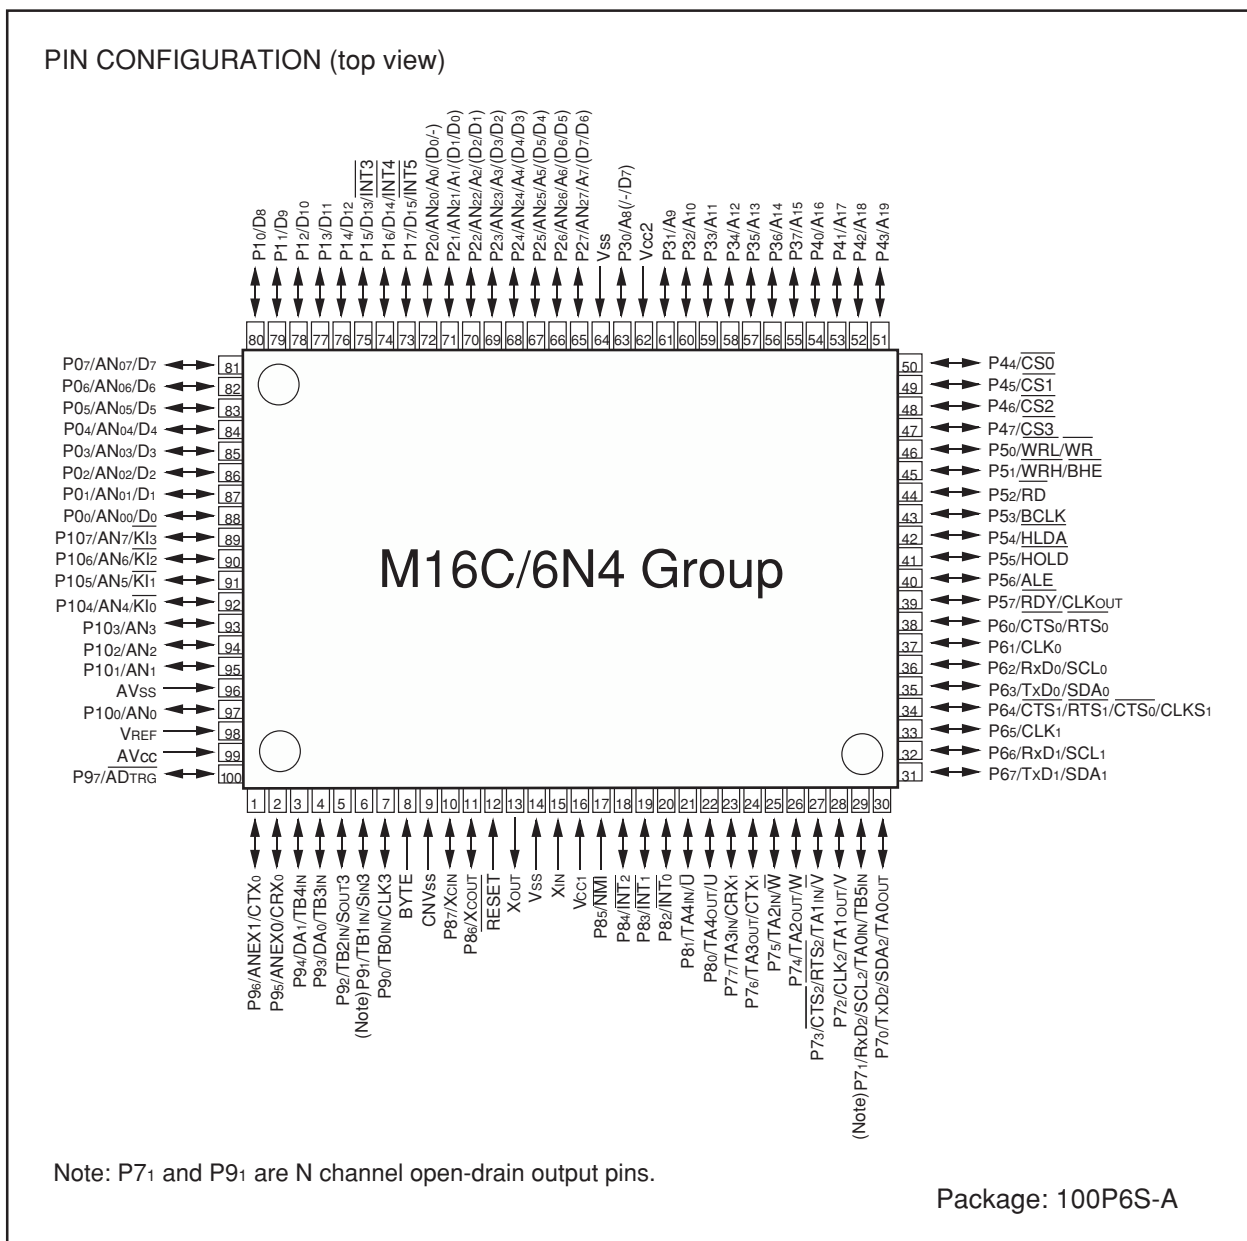 PIN CONFIGURATION (top view)
P10/D8
P11/D9
P12/D10
P13/D11
P14/D12
P15/D13/INT3
P16/D14/INT4
P17/D15/INT5
P20/AN20/A0/(D0/-)
P21/AN21/A1/(D1/D0)
P22/AN22/A2/(D2/D1)
P23/AN23/A3/(D3/D2)
P24/AN24/A4/(D4/D3)
P25/AN25/A5/(D5/D4)
P26/AN26/A6/(D6/D5)
P27/AN27/A7/(D7/D6)
Vss
P30/A8(/-/D7)
Vcc2
P31/A9
P32/A10
P33/A11
P34/A12
P35/A13
P36/A14
P37/A15
P40/A16
P41/A17
P42/A18
P43/A19
80 79 78 77 76 75 74 73 72 71 70 69 68 67 66 65 64 63 62 61 60 59 58 57 56 55 54 53 52 51
P07/AN07/D7 81
P06/AN06/D6 82
P05/AN05/D5 83
P04/AN04/D4 84
P03/AN03/D3 85
P02/AN02/D2 86
P01/AN01/D1 87
P00/AN00/D0 88
P107/AN7/KI3 89
P106/AN6/KI2 90
P105/AN5/KI1 91
P104/AN4/KI0 92
P103/AN3 93
P102/AN2 94
P101/AN1 95
AVSS 96
P100/AN0 97
VREF 98
AVCC 99
P97/ADTRG 100
M16C/6N4 Group
50 P44/CS0
49 P45/CS1
48 P46/CS2
47 P47/CS3
46 P50/WRL/WR
45 P51/WRH/BHE
44 P52/RD
43 P53/BCLK
42 P54/HLDA
41 P55/HOLD
40 P56/ALE
39 P57/RDY/CLKOUT
38 P60/CTS0/RTS0
37 P61/CLK0
36 P62/RxD0/SCL0
35 P63/TxD0/SDA0
34 P64/CTS1/RTS1/CTS0/CLKS1
33 P65/CLK1
32 P66/RxD1/SCL1
31 P67/TxD1/SDA1
1 2 3 4 5 6 7 8 9 10 11 12 13 14 15 16 17 18 19 20 21 22 23 24 25 26 27 28 29 30
P96/ANEX1/CTX0
P95/ANEX0/CRX0
P94/DA1/TB4IN
P93/DA0/TB3IN
P92/TB2IN/SOUT3
(Note) P91/TB1IN/SIN3
P90/TB0IN/CLK3
BYTE
CNVss
P87/XCIN
P86/XCOUT
RESET
XOUT
VSS
XIN
VCC1
P85/NMI
P84/INT2
P83/INT1
P82/INT0
P81/TA4IN/U
P80/TA4OUT/U
P77/TA3IN/CRX1
P76/TA3OUT/CTX1
P75/TA2IN/W
P74/TA2OUT/W
P73/CTS2/RTS2/TA1IN/V
P72/CLK2/TA1OUT/V
(Note) P71/RxD2/SCL2/TA0IN/TB5IN
P70/TxD2/SDA2/TA0OUT
Note: P71 and P91 are N channel open-drain output pins.
Package: 100P6S-A